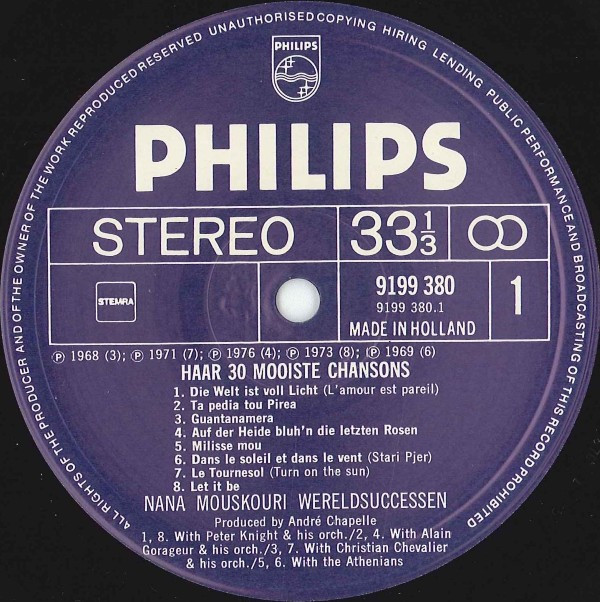 ALL RIGHTS OF THE PRODUCER AND OF THE OWNER OF THE WORK REPRODUCED RESERVED UNAUTHORISED COPYING HIRING LENDING PUBLIC PERFORMANCE AND BROADCASTING OF THIS RECORD PROHIBITED
PHILIPS
PHILIPS
STEREO 33 1/3
STEMRA 9199 380 1
9199 380.1
MADE IN HOLLAND
Ⓟ 1968 (3); Ⓟ 1971 (7); Ⓟ 1976 (4); Ⓟ 1973 (8); Ⓟ 1969 (6)
HAAR 30 MOOISTE CHANSONS
1. Die Welt ist voll Licht (L'amour est pareil)
2. Ta pedia tou Pirea
3. Guantanamera
4. Auf der Heide bluh'n die letzten Rosen
5. Milisse mou
6. Dans le soleil et dans le vent (Stari Pjer)
7. Le Tournesol (Turn on the sun)
8. Let it be
NANA MOUSKOURI WERELDSUCCESSEN
Produced by André Chapelle
1, 8. With Peter Knight & his orch./2, 4. With Alain
Gorageur & his orch./3, 7. With Christian Chevalier
& his orch./5, 6. With the Athenians